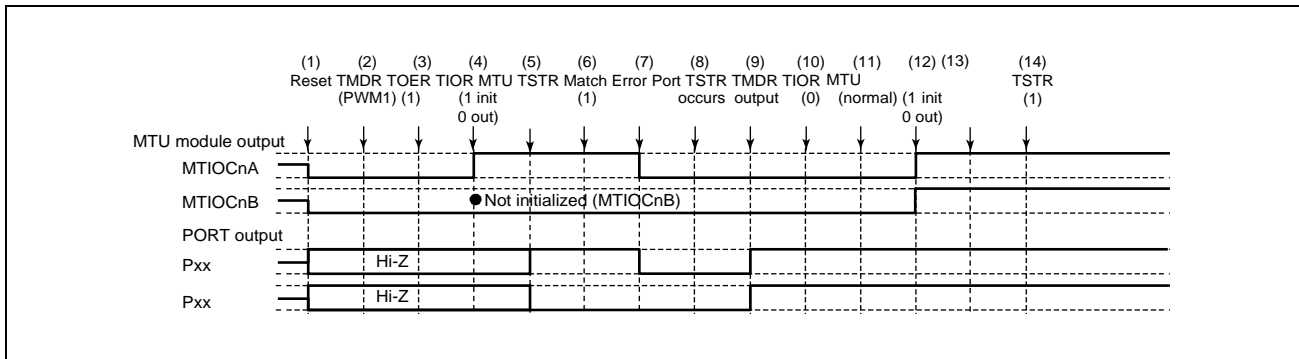 (1) (2) (3) (4) (5) (6) (7) (8) (9) (10) (11) (12) (13) (14)
Reset TMDR TOER TIOR MTU TSTR Match Error Port TSTR TMDR TIOR MTU TSTR
(PWM1) (1) (1 init (1) occurs output (0) (normal) (1 init (1)
0 out) 0 out)
MTU module output
MTIOCnA
MTIOCnB
Not initialized (MTIOCnB)
PORT output
Pxx
Hi-Z
Pxx
Hi-Z